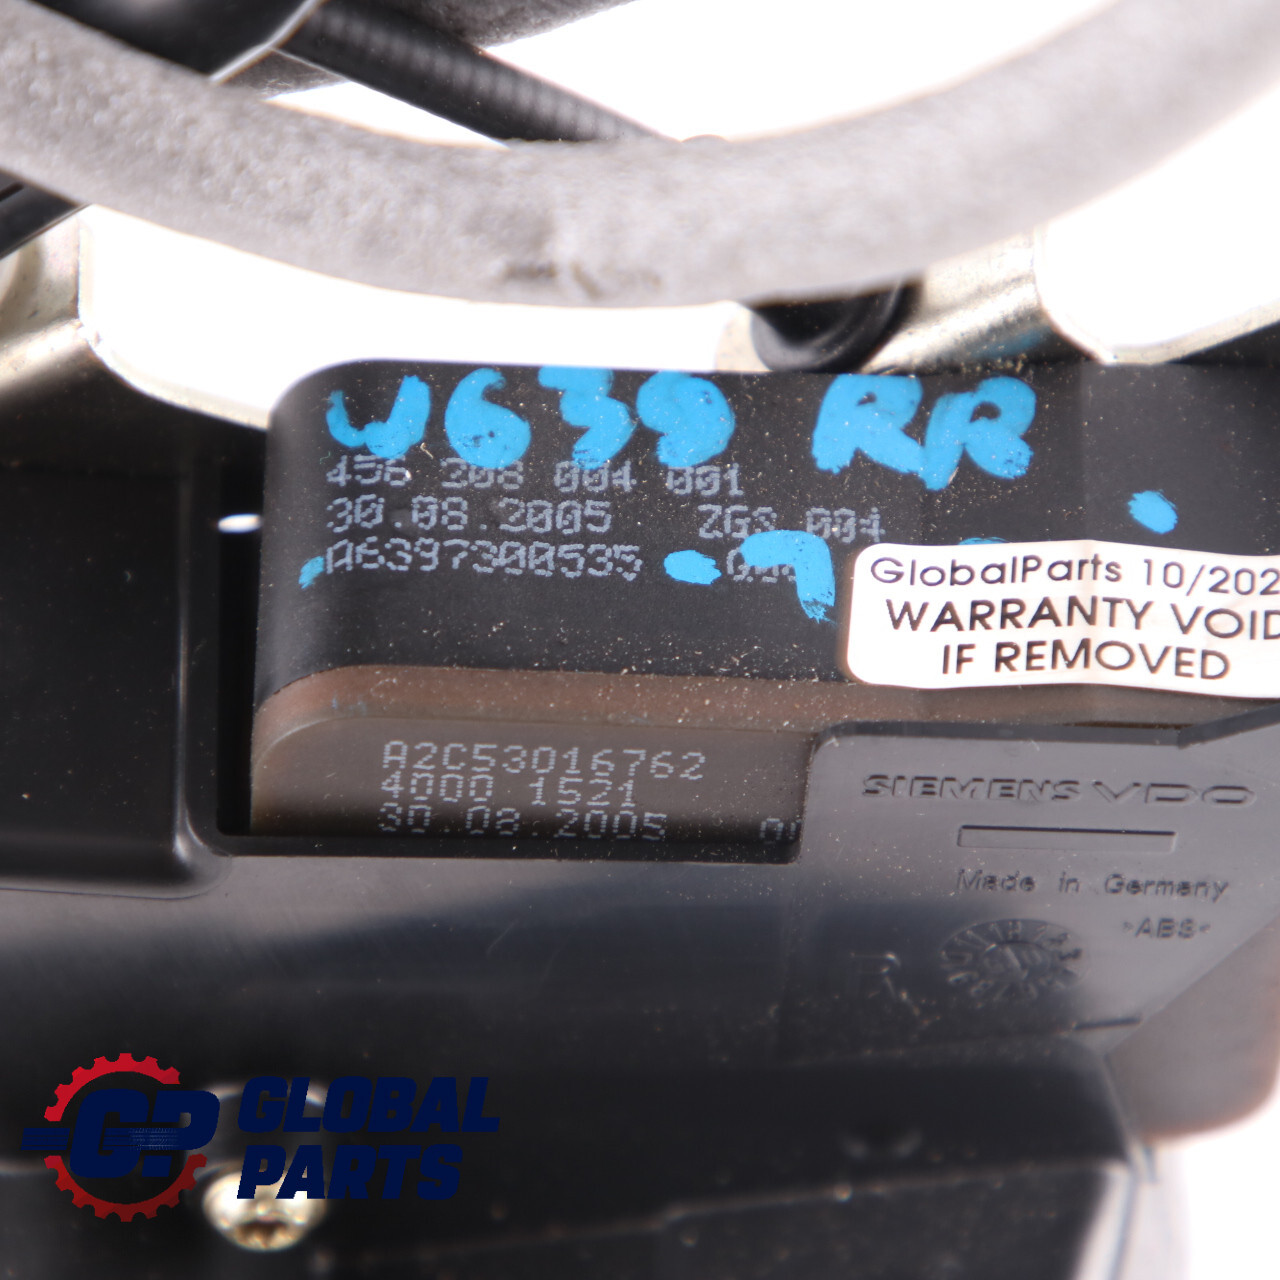 W639 RR
456 208 004 001
30.08.2005 ZGS 004
A6397300535
GlobalParts 10/202
WARRANTY VOID
IF REMOVED
A2C53016762
4000 1521
30.08.2005
SIEMENS VDO
Made in Germany
>ABS<
R
GP GLOBAL
PARTS